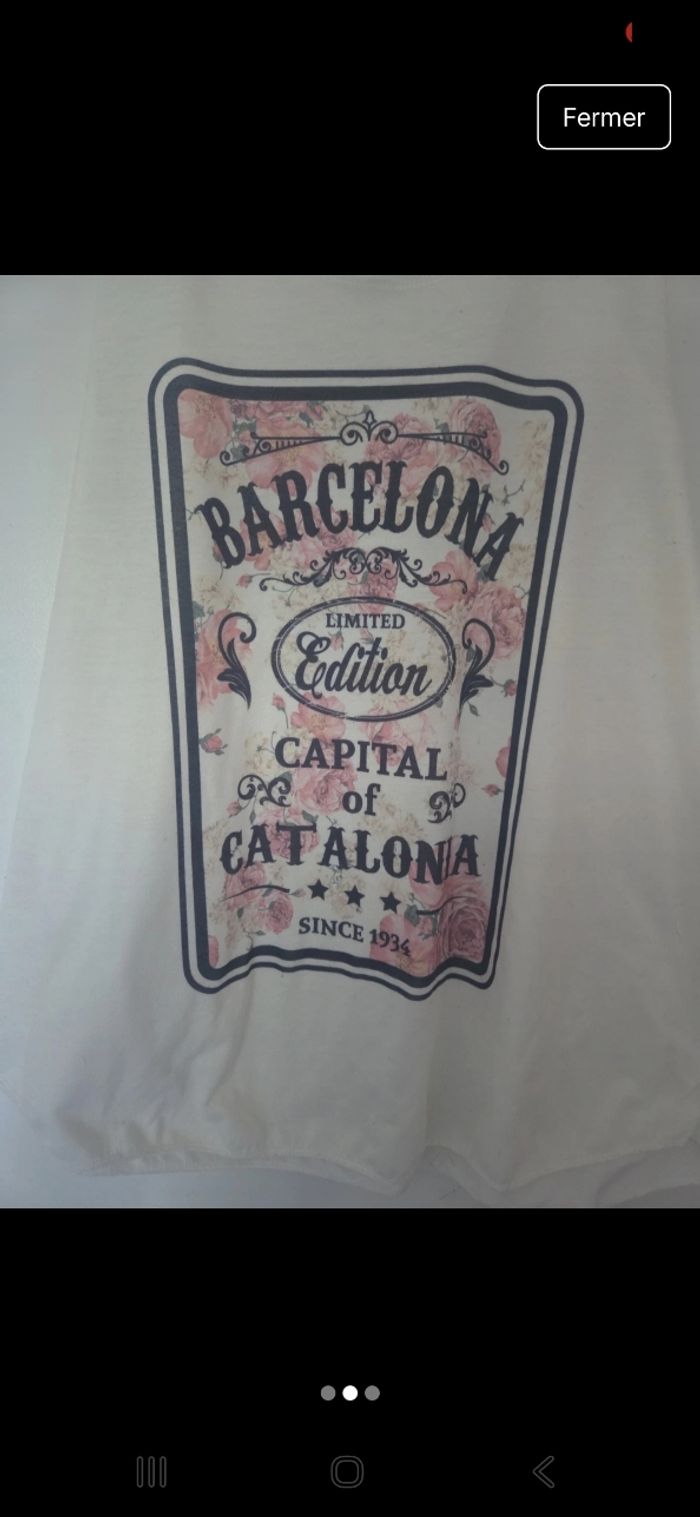 Fermer
BARCELONA
LIMITED
Edition
CAPITAL
of
CATALONIA
SINCE 1934